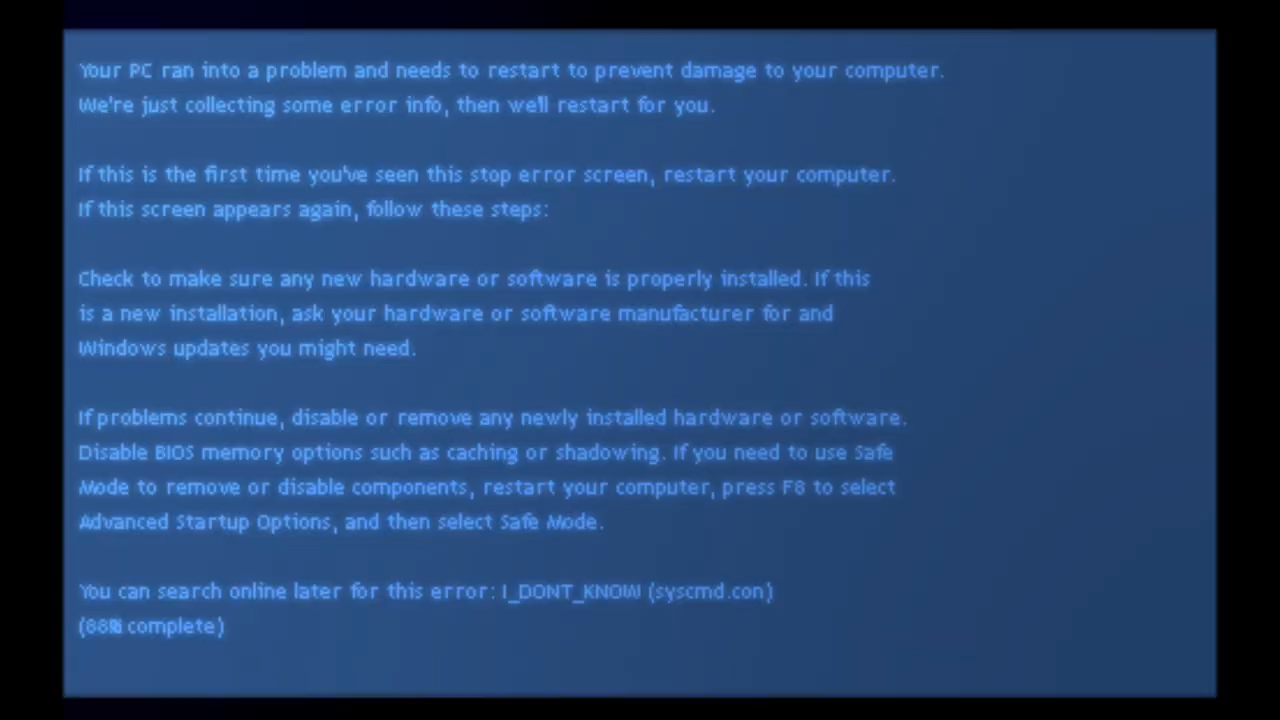 Your PC ran into a problem and needs to restart to prevent damage to your computer.
We're just collecting some error info, then we'll restart for you.
If this is the first time you've seen this stop error screen, restart your computer.
If this screen appears again, follow these steps:
Check to make sure any new hardware or software is properly installed. If this
is a new installation, ask your hardware or software manufacturer for and
Windows updates you might need.
If problems continue, disable or remove any newly installed hardware or software.
Disable BIOS memory options such as caching or shadowing. If you need to use Safe
Mode to remove or disable components, restart your computer, press F8 to select
Advanced Startup Options, and then select Safe Mode.
You can search online later for this error: I_DONT_KNOW (syscmd.con)
(88% complete)